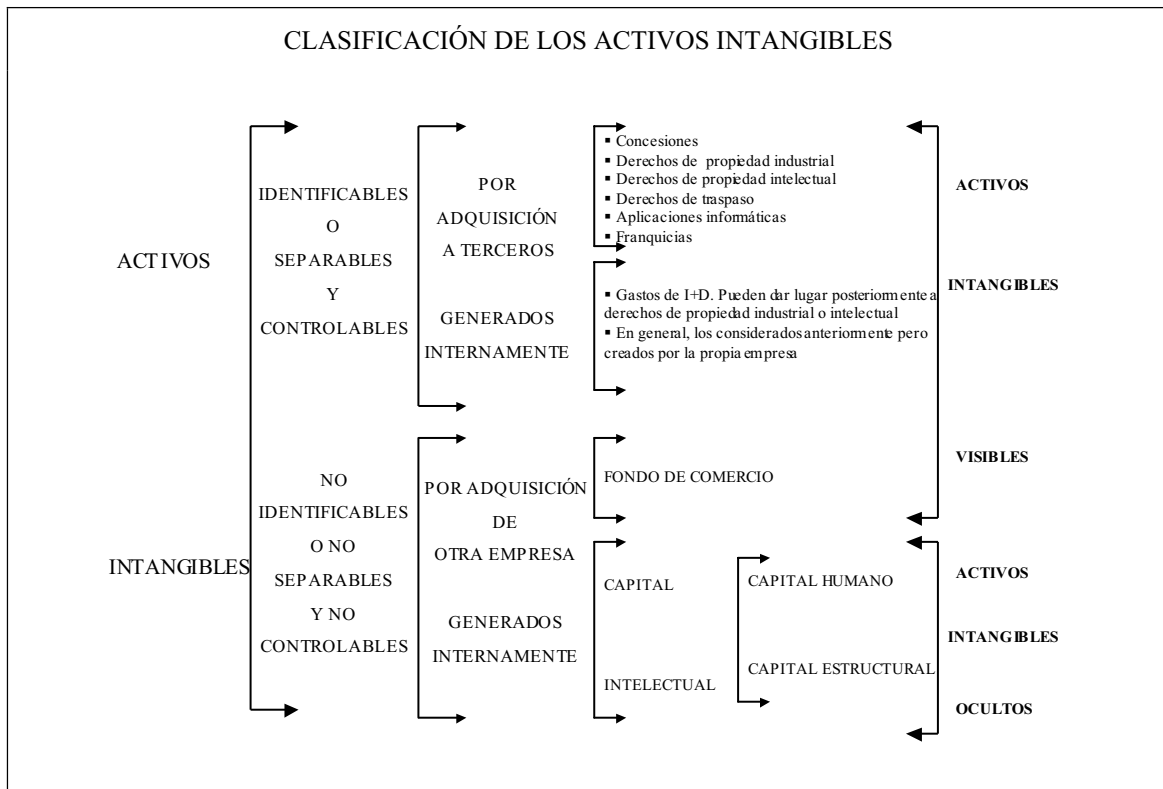 CLASIFICACIÓN DE LOS ACTIVOS INTANGIBLES
ACTIVOS
INTANGIBLES
IDENTIFICABLES
O
SEPARABLES
Y
CONTROLABLES
POR
ADQUISICIÓN
A TERCEROS
▪ Concesiones
▪ Derechos de propiedad industrial
▪ Derechos de propiedad intelectual
▪ Derechos de traspaso
▪ Aplicaciones informáticas
▪ Franquicias
GENERADOS
INTERNAMENTE
▪ Gastos de I+D. Pueden dar lugar posteriormente a
derechos de propiedad industrial o intelectual
▪ En general, los considerados anteriormente pero
creados por la propia empresa
NO
IDENTIFICABLES
O NO
SEPARABLES
Y NO
CONTROLABLES
POR ADQUISICIÓN
DE
OTRA EMPRESA
FONDO DE COMERCIO
GENERADOS
INTERNAMENTE
CAPITAL
INTELECTUAL
CAPITAL HUMANO
CAPITAL ESTRUCTURAL
ACTIVOS
INTANGIBLES
VISIBLES
ACTIVOS
INTANGIBLES
OCULTOS